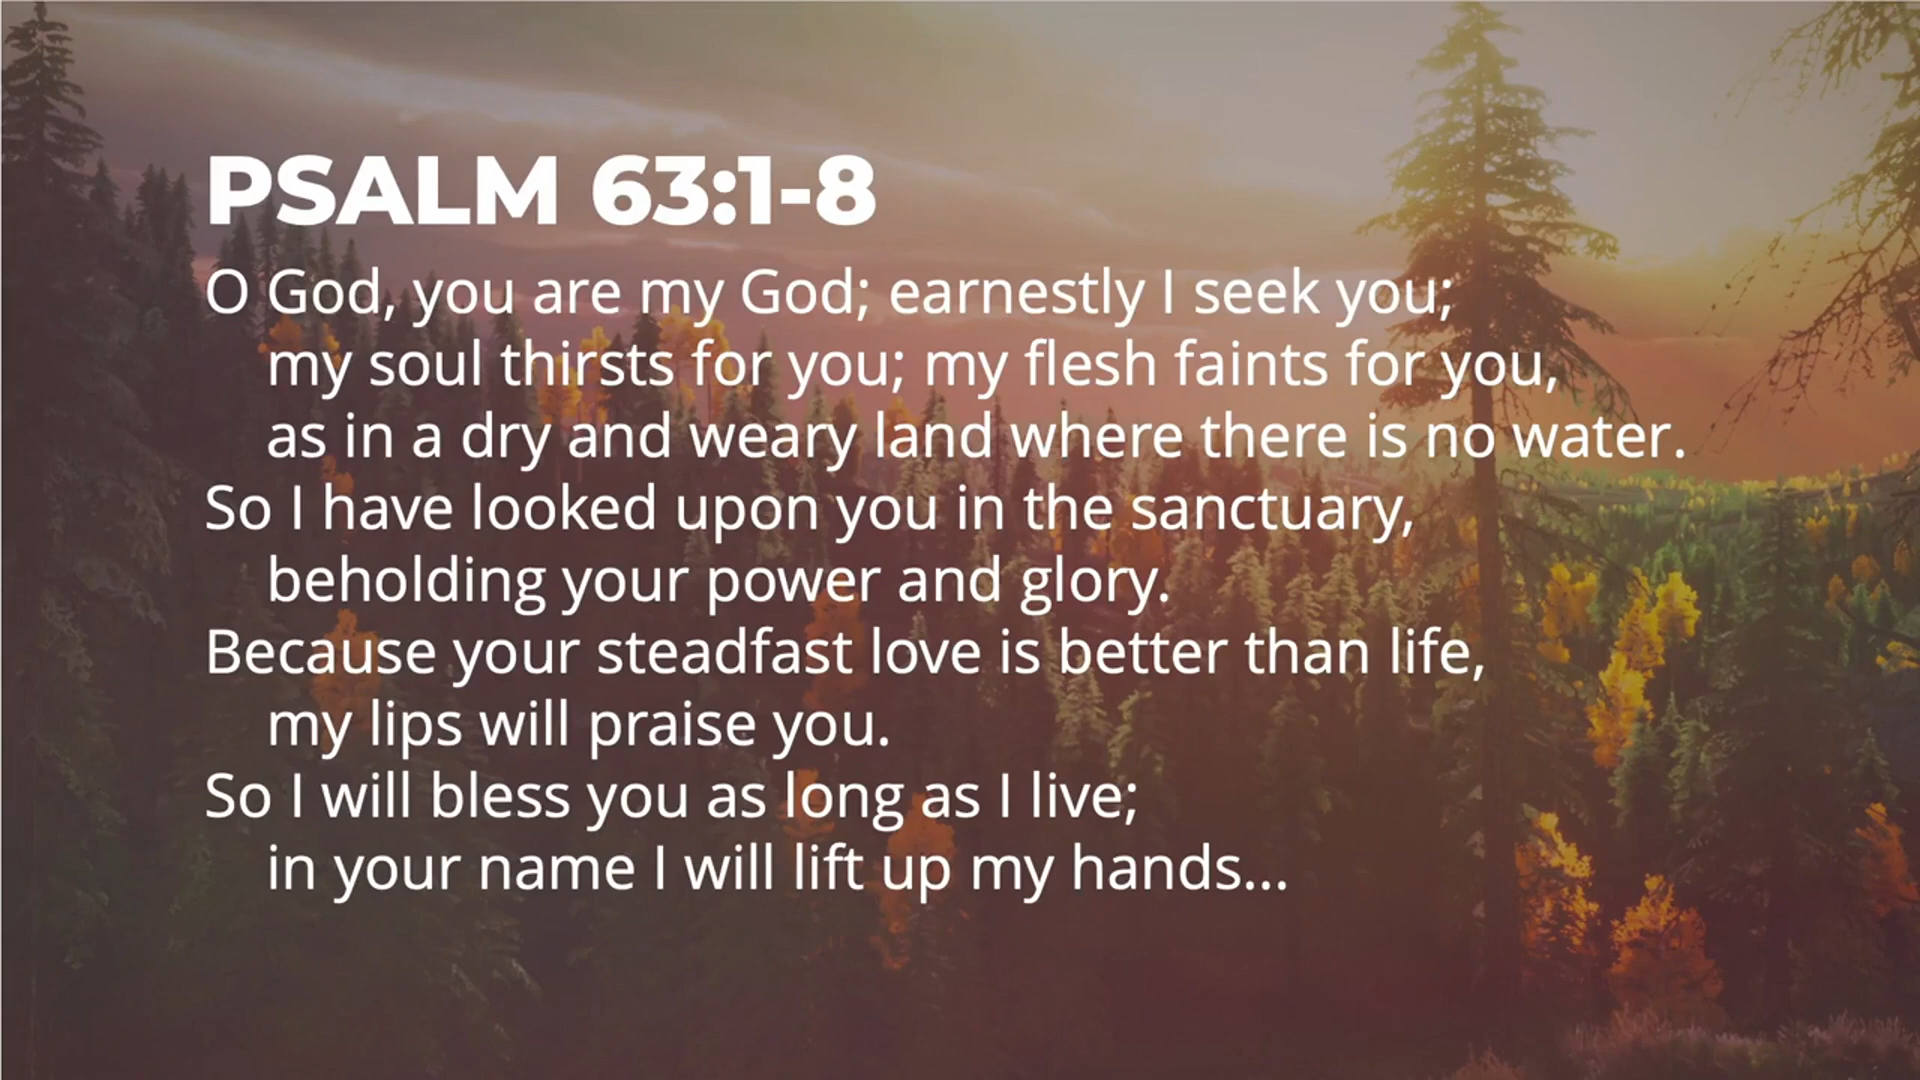 PSALM 63:1-8
O God, you are my God; earnestly I seek you;
my soul thirsts for you; my flesh faints for you,
as in a dry and weary land where there is no water.
So I have looked upon you in the sanctuary,
beholding your power and glory.
Because your steadfast love is better than life,
my lips will praise you.
So I will bless you as long as I live;
in your name I will lift up my hands...